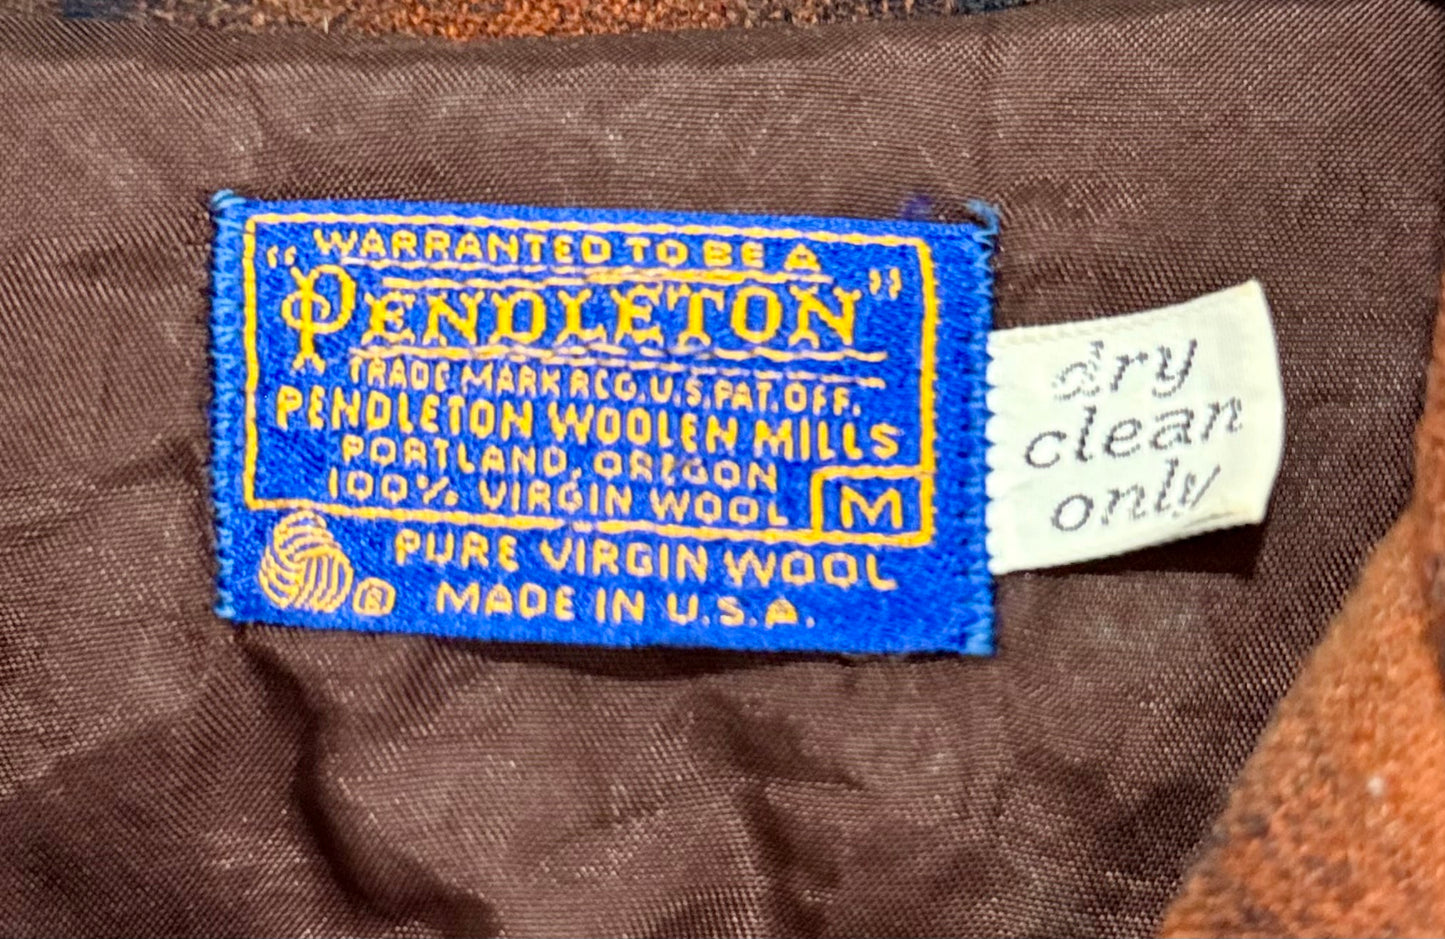 WARRANTED TO BE A
"PENDLETON"
TRADE MARK REG. U.S. PAT. OFF.
PENDLETON WOOLEN MILLS
PORTLAND, OREGON
100% VIRGIN WOOL
M
PURE VIRGIN WOOL
®
MADE IN U.S.A.
dry
clean
only